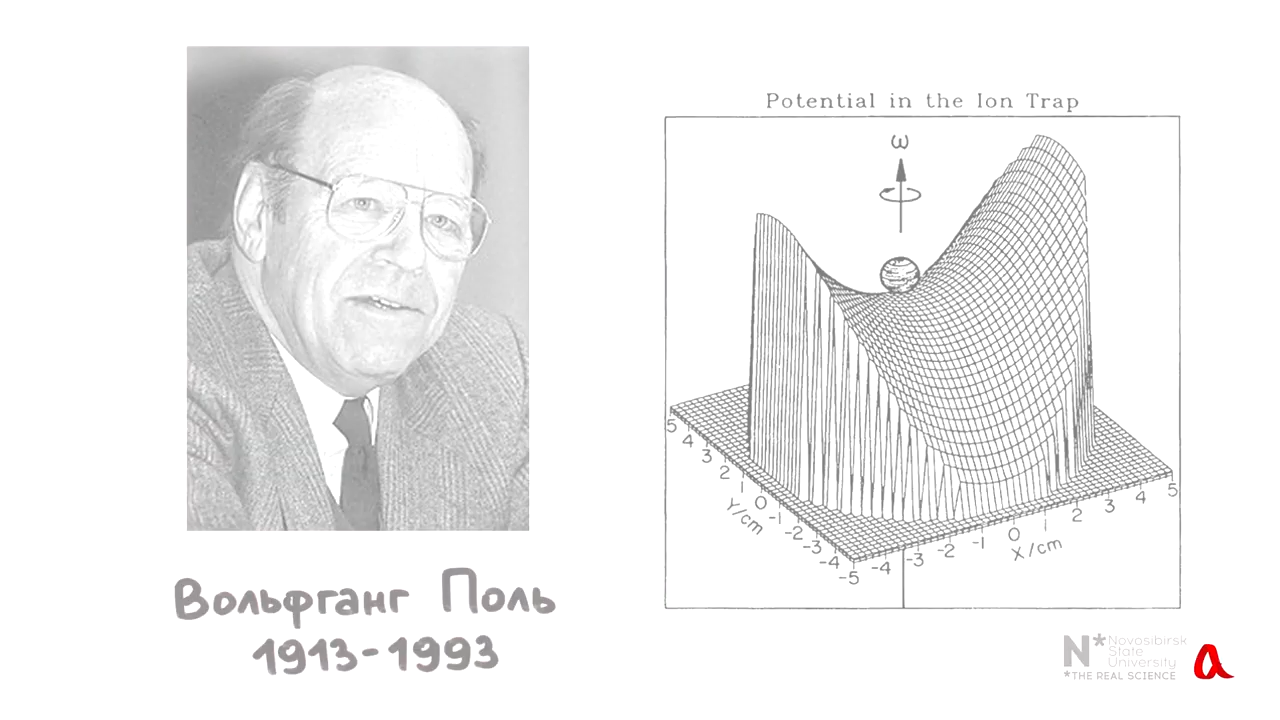 Вольфганг Поль
1913-1993
Potential in the Ion Trap
ω
5
4
3
2
1
0
-1
-2
-3
-4
-5
Y/cm
-4
-3
-2
-1
0
1
2
3
4
5
X/cm
N* Novosibirsk
State
University
*THE REAL SCIENCE
a